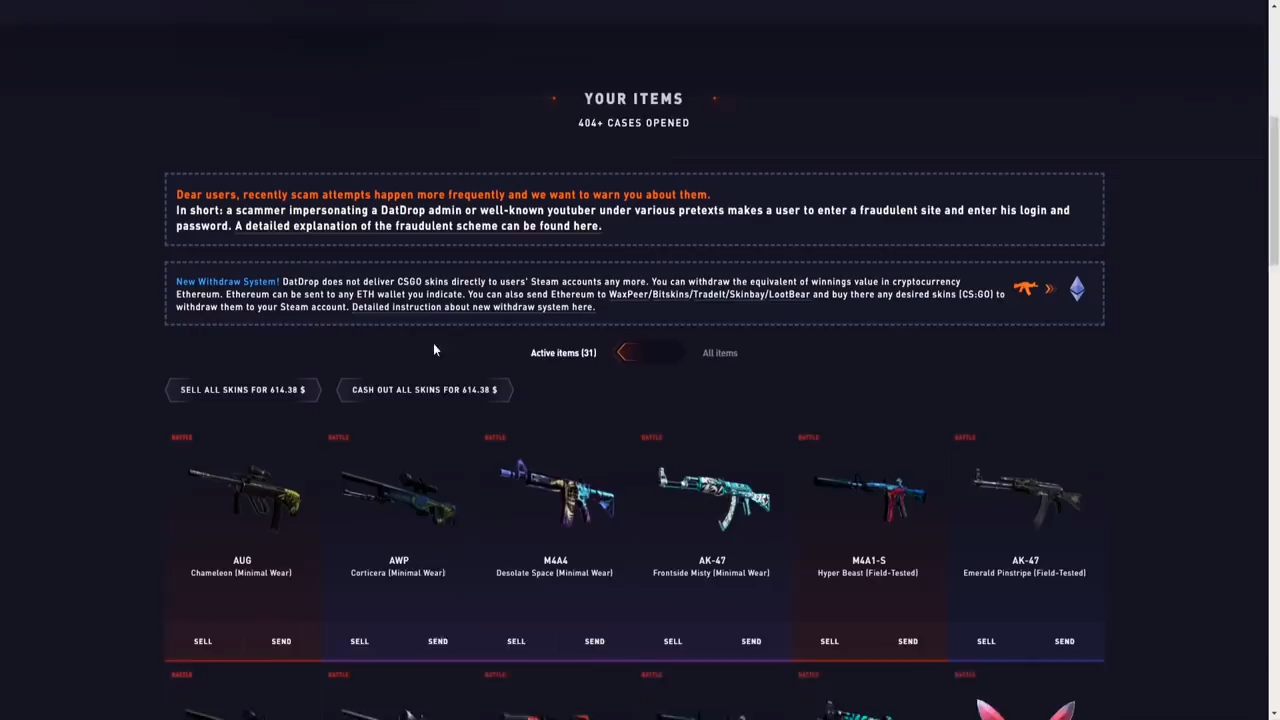 YOUR ITEMS
404+ CASES OPENED
Dear users, recently scam attempts happen more frequently and we want to warn you about them.
In short: a scammer impersonating a DatDrop admin or well-known youtuber under various pretexts makes a user to enter a fraudulent site and enter his login and
password. A detailed explanation of the fraudulent scheme can be found here.
New Withdraw System! DatDrop does not deliver CSGO skins directly to users' Steam accounts any more. You can withdraw the equivalent of winnings value in cryptocurrency
Ethereum. Ethereum can be sent to any ETH wallet you indicate. You can also send Ethereum to WaxPeer/Bitskins/TradeIt/Skinbay/LootBear and buy there any desired skins (CS:GO) to
withdraw them to your Steam account. Detailed instruction about new withdraw system here.
Active items (31) All items
SELL ALL SKINS FOR 614.38 $ CASH OUT ALL SKINS FOR 614.38 $
BATTLE BATTLE BATTLE BATTLE BATTLE BATTLE
AUG AWP M4A4 AK-47 M4A1-S AK-47
Chameleon (Minimal Wear) Corticera (Minimal Wear) Desolate Space (Minimal Wear) Frontside Misty (Minimal Wear) Hyper Beast (Field-Tested) Emerald Pinstripe (Field-Tested)
SELL SEND SELL SEND SELL SEND SELL SEND SELL SEND SELL SEND
BATTLE BATTLE BATTLE BATTLE BATTLE BATTLE